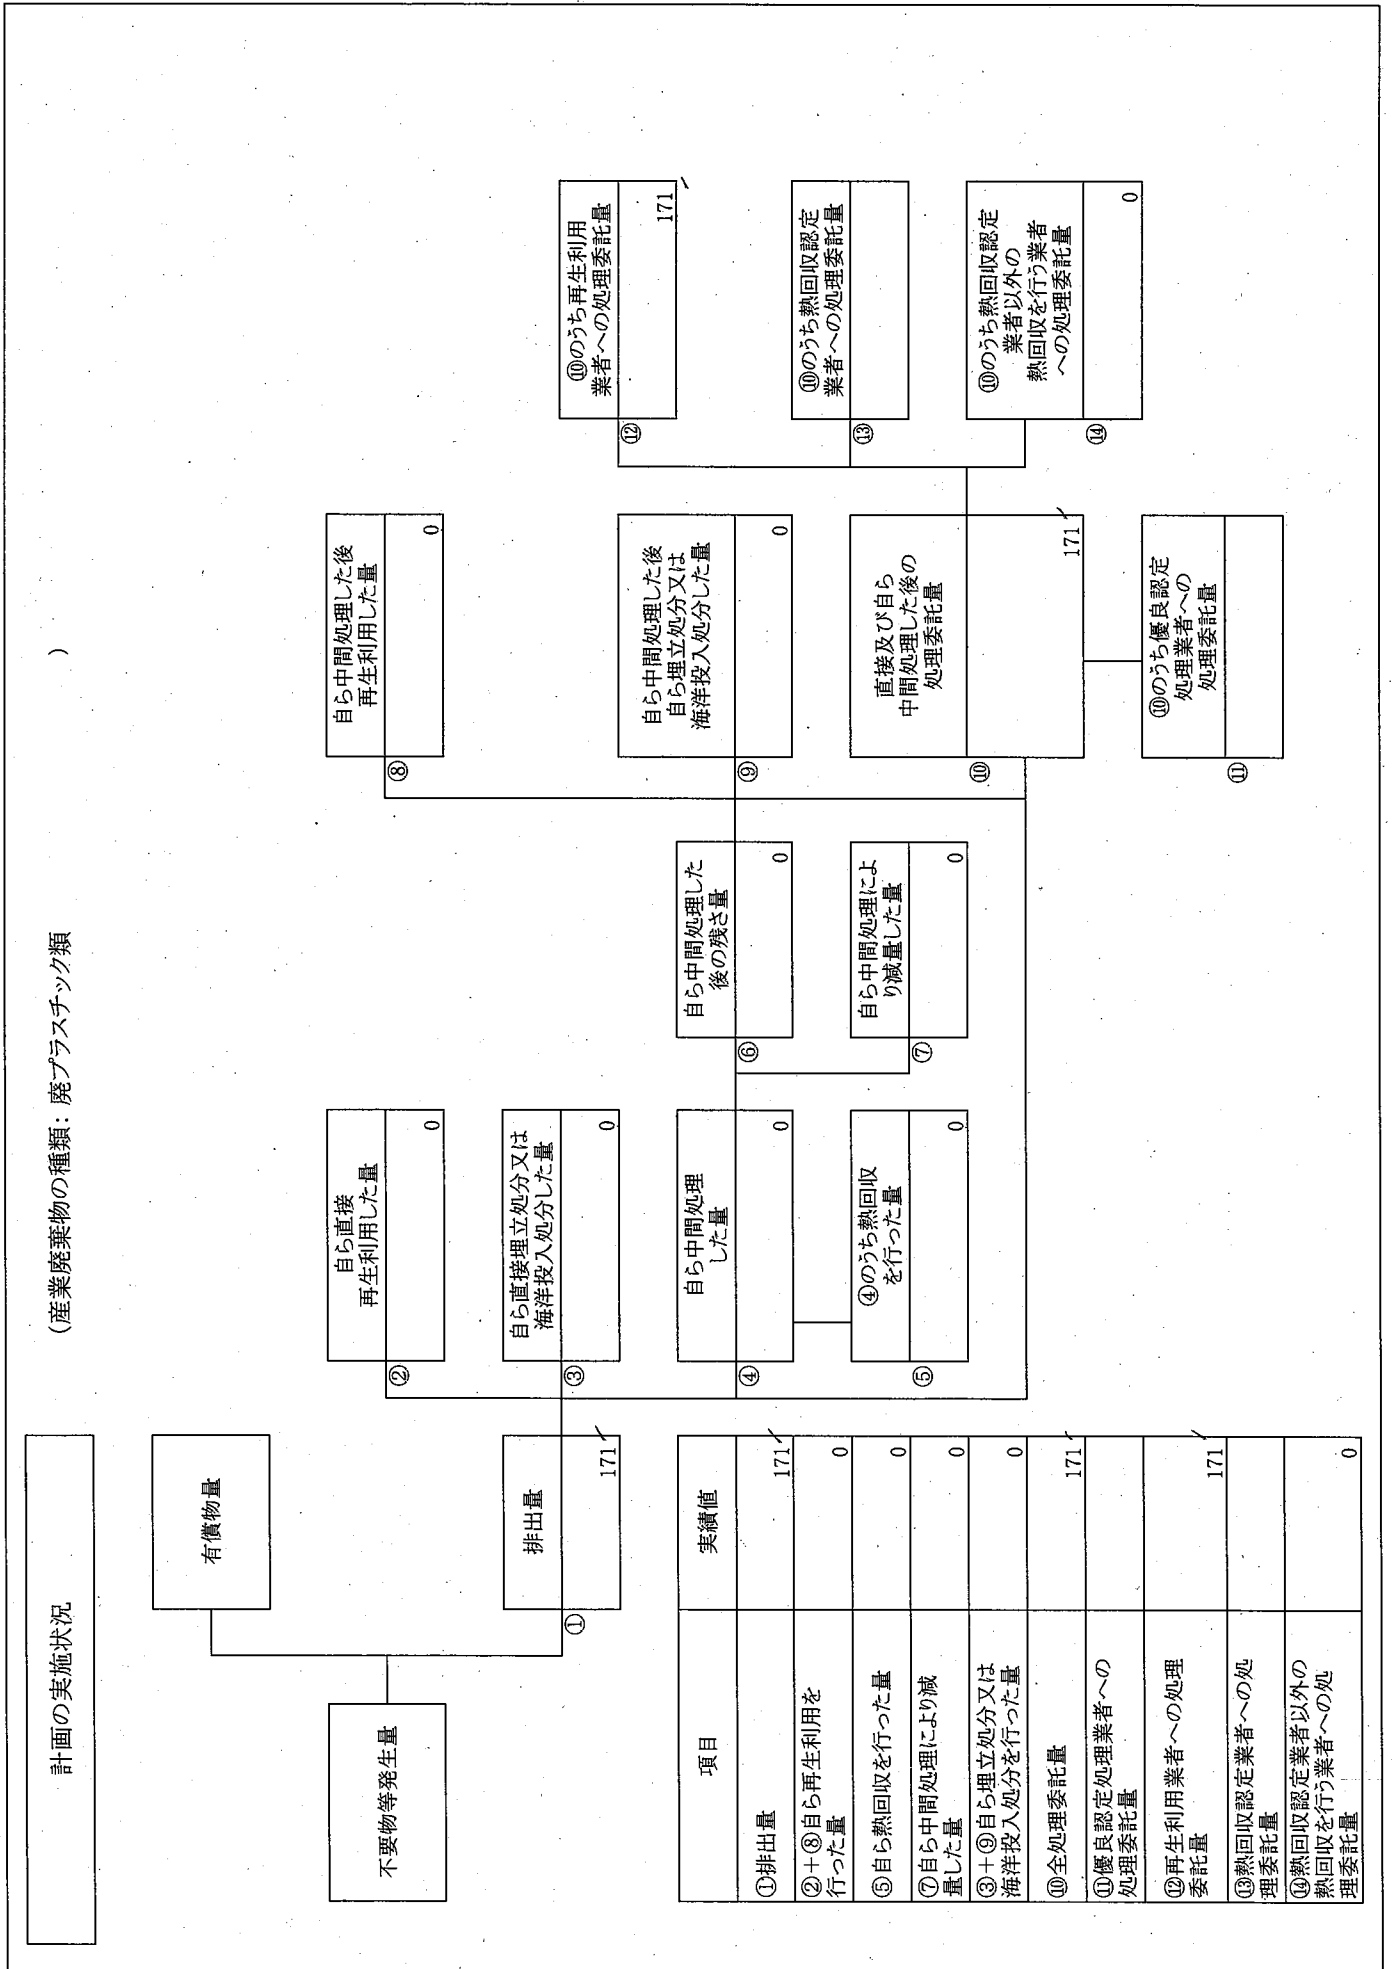 計画の実施状況
(産業廃棄物の種類: 廃プラスチック類 )
不要物等発生量
有償物量
①
排出量
171
②
自ら直接
再生利用した量
0
③
自ら直接埋立処分又は
海洋投入処分した量
0
④
自ら中間処理
した量
0
⑤
④のうち熱回収
を行った量
0
⑥
自ら中間処理した
後の残さ量
0
⑦
自ら中間処理によ
り減量した量
0
⑧
自ら中間処理した後
再生利用した量
0
⑨
自ら中間処理した後
自ら埋立処分又は
海洋投入処分した量
0
⑩
直接及び自ら
中間処理した後の
処理委託量
171
⑪
⑩のうち優良認定
処理業者への
処理委託量
⑫
⑩のうち再生利用
業者への処理委託量
171
⑬
⑩のうち熱回収認定
業者への処理委託量
⑭
⑩のうち熱回収認定
業者以外の
熱回収を行う業者
への処理委託量
0
項目 実績値
①排出量 171
②+⑧自ら再生利用を
行った量 0
⑤自ら熱回収を行った量 0
⑦自ら中間処理により減
量した量 0
③+⑨自ら埋立処分又は
海洋投入処分を行った量 0
⑩全処理委託量 171
⑪優良認定処理業者への
処理委託量
⑫再生利用業者への処理
委託量 171
⑬熱回収認定業者への処
理委託量
⑭熱回収認定業者以外の
熱回収を行う業者への処
理委託量 0